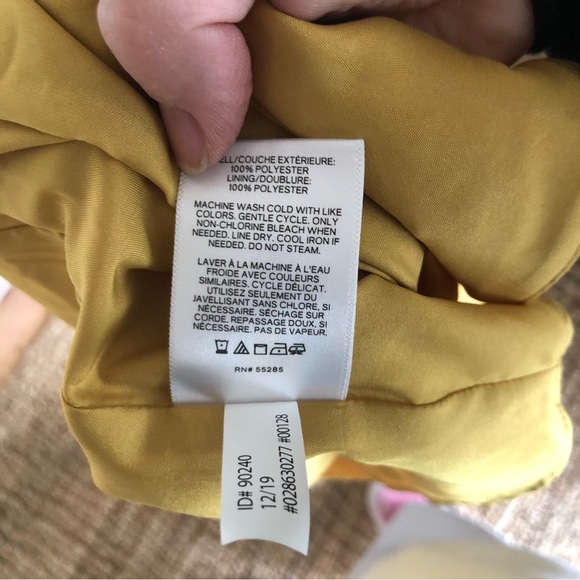 ELL/COUCHE EXTÉRIEURE:
100% POLYESTER
LINING/DOUBLURE:
100% POLYESTER
MACHINE WASH COLD WITH LIKE
COLORS. GENTLE CYCLE. ONLY
NON-CHLORINE BLEACH WHEN
NEEDED. LINE DRY. COOL IRON IF
NEEDED. DO NOT STEAM.
LAVER À LA MACHINE À L'EAU
FROIDE AVEC COULEURS
SIMILAIRES. CYCLE DÉLICAT.
UTILISEZ SEULEMENT DU
JAVELLISANT SANS CHLORE, SI
NÉCESSAIRE. SÉCHAGE SUR
CORDE. REPASSAGE DOUX, SI
NÉCESSAIRE. PAS DE VAPEUR.
RN# 55285
ID# 90240
12/19
#028630277 #00128